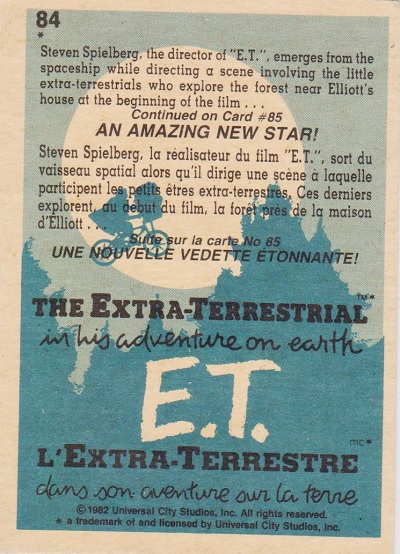 84
*
Steven Spielberg, the director of "E.T.", emerges from the
spaceship while directing a scene involving the little
extra-terrestrials who explore the forest near Elliott's
house at the beginning of the film . . .
Continued on Card #85
AN AMAZING NEW STAR!
Steven Spielberg, la réalisateur du film "E.T.", sort du
vaisseau spatial alors qu'il dirige une scène à laquelle
participent les petits êtres extra-terrestres, Ces derniers
explorent, au début du film, la forêt près de la maison
d'Elliott . . .
Suite sur la carte No 85
UNE NOUVELLE VEDETTE ÉTONNANTE!
THE EXTRA-TERRESTRIAL TM*
in his adventure on earth
E.T.
MC*
L'EXTRA-TERRESTRE
dans son aventure sur la terre
©1982 Universal City Studios, Inc. All rights reserved.
* a trademark of and licensed by Universal City Studios, Inc.